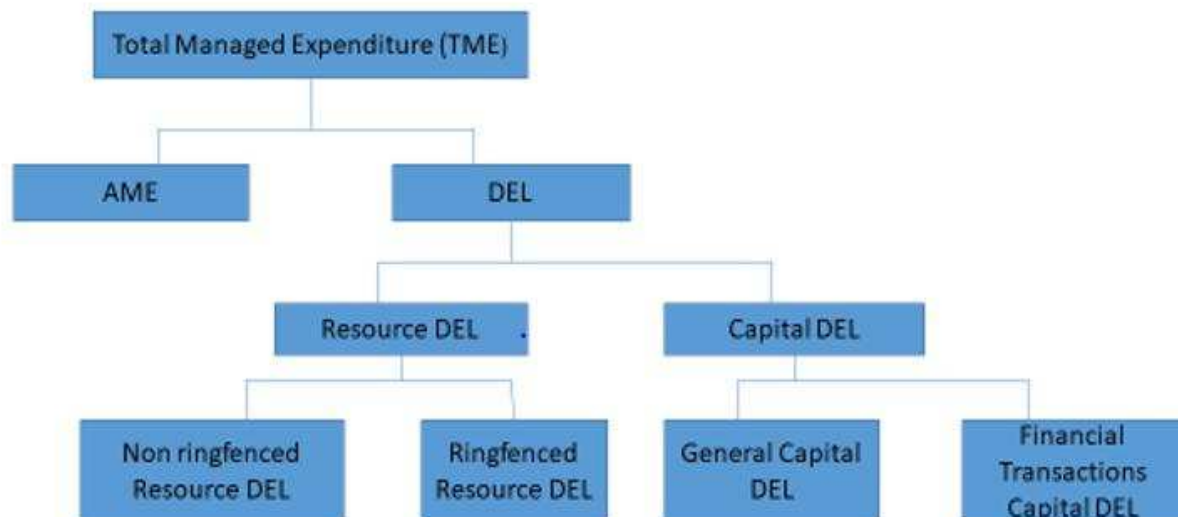 Total Managed Expenditure (TME)
AME
DEL
Resource DEL .
Capital DEL
Non ringfenced
Resource DEL
Ringfenced
Resource DEL
General Capital
DEL
Financial
Transactions
Capital DEL